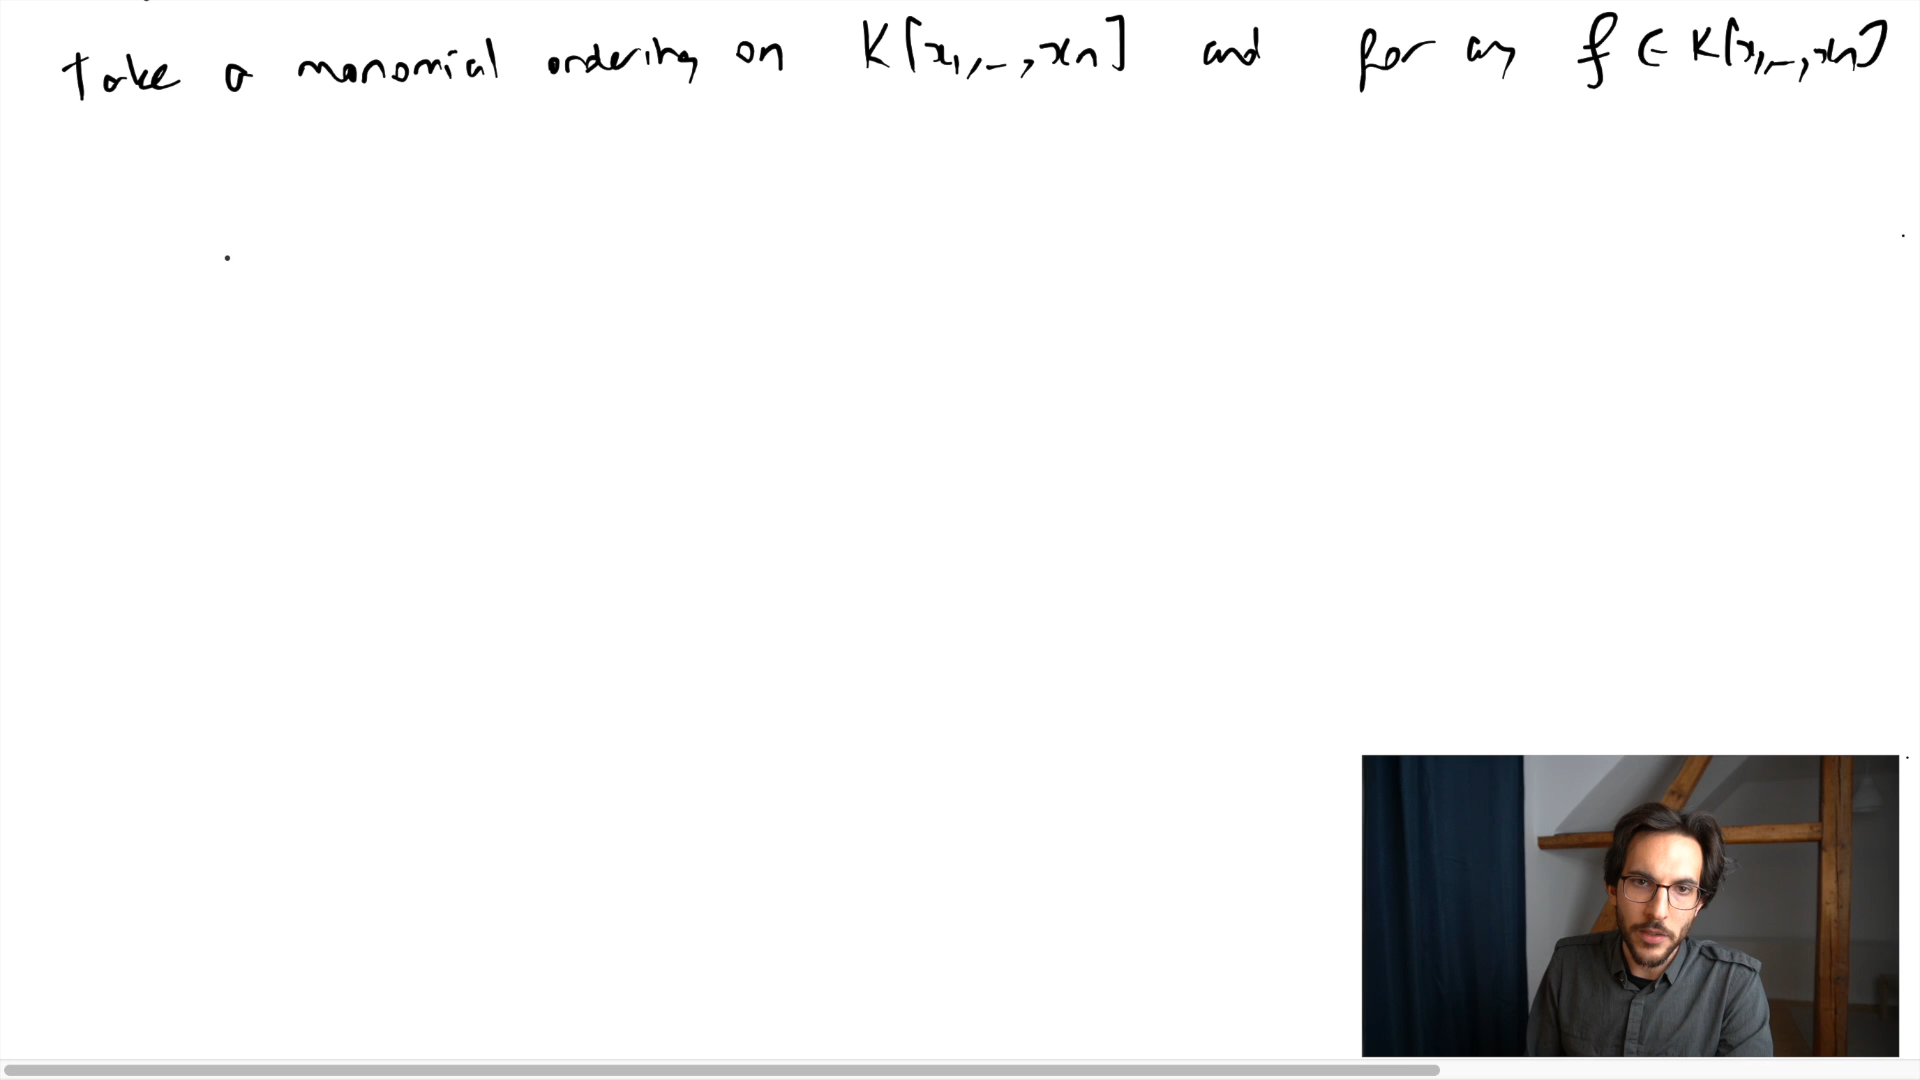 Take a monomial ordering on K[x₁,..,xn] and for any f ∈ K[x₁,..,xn]